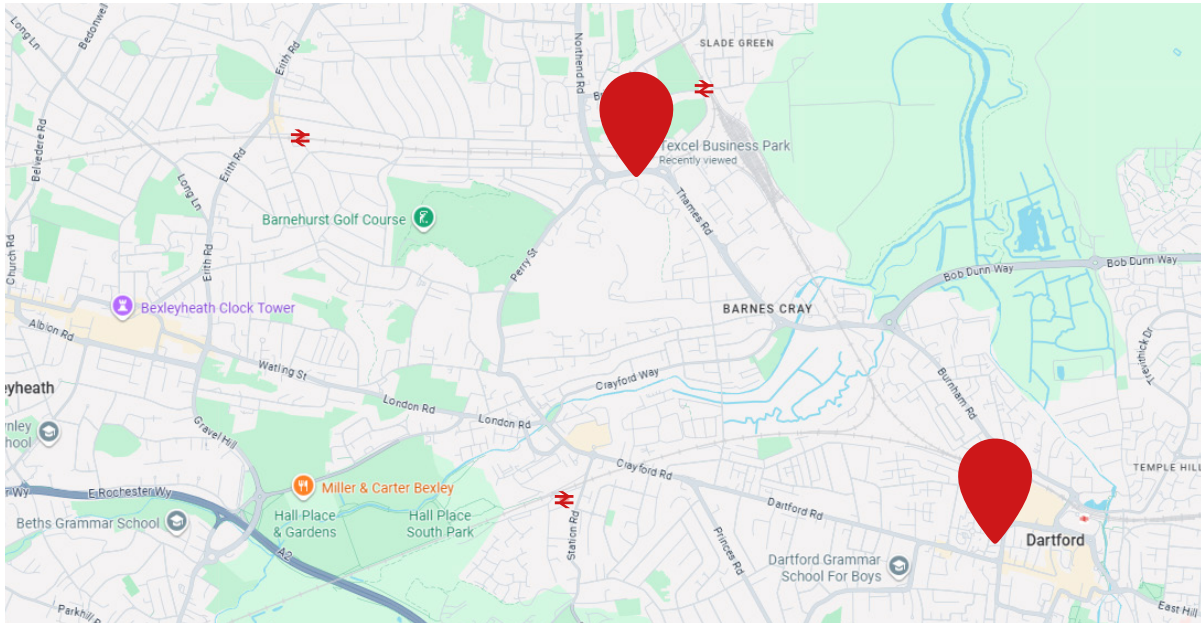 Long Ln
Bedonwell
Erith Rd
Northend Rd
SLADE GREEN
Belvedere Rd
Erith Rd
Long Ln
Texcel Business Park
Recently viewed
Thames Rd
Barnehurst Golf Course
Church Rd
Erith Rd
Perry St
Bob Dunn Way
Bob Dunn Way
Bexleyheath Clock Tower
BARNES CRAY
Albion Rd
Watling St
Crayford Way
Burnham Rd
eyheath
London Rd
London Rd
Gravel Hill
Crayford Rd
TEMPLE HILL
E Rochester Wy
Miller & Carter Bexley
Hall Place
& Gardens
Hall Place
South Park
Beths Grammar School
Station Rd
Princes Rd
Dartford Rd
Dartford
A2
Dartford Grammar
School For Boys
East Hill